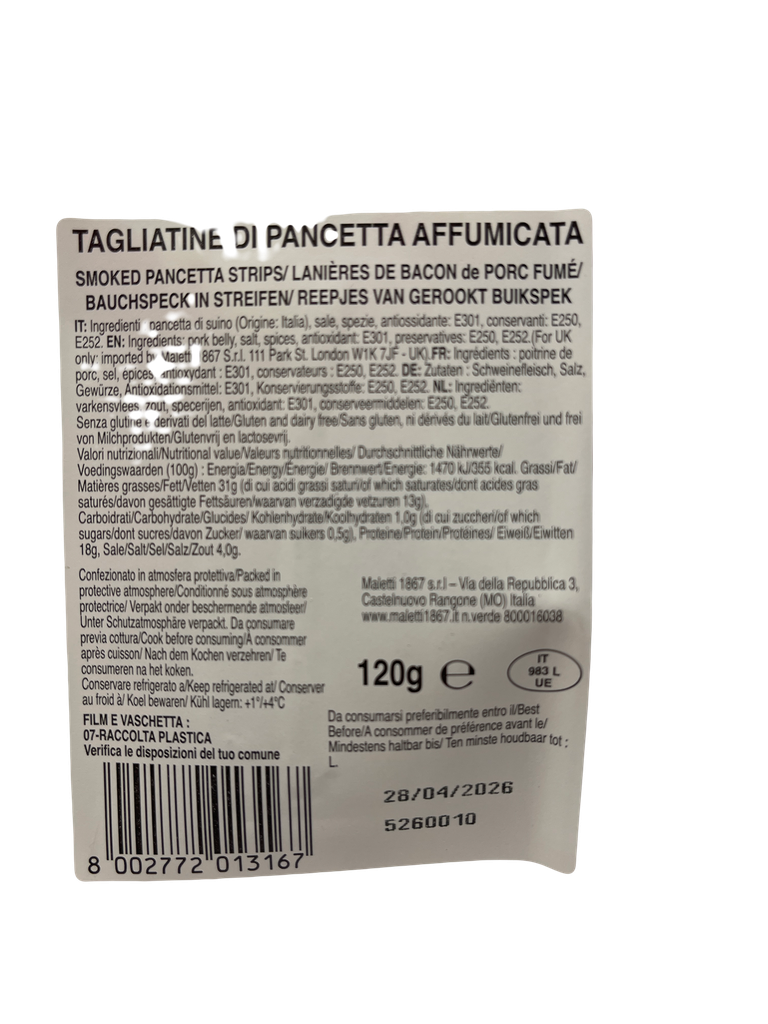 TAGLIATINE DI PANCETTA AFFUMICATA
SMOKED PANCETTA STRIPS/ LANIÈRES DE BACON de PORC FUMÉ/
BAUCHSPECK IN STREIFEN/ REEPJES VAN GEROOKT BUIKSPEK
IT: Ingredienti pancetta di suino (Origine: Italia), sale, spezie, antiossidante: E301, conservanti: E250,
E252. EN: Ingredients: pork belly, salt, spices, antioxidant: E301, preservatives: E250, E252.(For UK
only: imported by Maletti 867 S.r.l. 111 Park St. London W1K 7JF - UK).FR: Ingrédients : poitrine de
porc, sel, épices, antioxydant : E301, conservateurs : E250, E252. DE: Zutaten : Schweinefleisch, Salz,
Gewürze, Antioxidationsmittel: E301, Konservierungsstoffe: E250, E252. NL: Ingrediënten:
varkensvlees, zout, specerijen, antioxidant: E301, conserveermiddelen: E250, E252.
Senza glutine e derivati del latte/Gluten and dairy free/Sans gluten, ni dérivés du lait/Glutenfrei und frei
von Milchprodukten/Glutenvrij en lactosevrij.
Valori nutrizionali/Nutritional value/Valeurs nutritionnelles/ Durchschnittliche Nährwerte/
Voedingswaarden (100g) : Energia/Energy/Énergie/ Brennwert/Energie: 1470 kJ/355 kcal. Grassi/Fat/
Matières grasses/Fett/Vetten 31g (di cui acidi grassi saturi/of which saturates/dont acides gras
saturés/davon gesättigte Fettsäuren/waarvan verzadigde vetzuren 13g),
Carboidrati/Carbohydrate/Glucides/ Kohlenhydrate/Koolhydraten 1,0g (di cui zuccheri/of which
sugars/dont sucres/davon Zucker/ waarvan suikers 0,5g), Proteine/Protein/Protéines/ Eiweiß/Eiwitten
18g, Sale/Salt/Sel/Salz/Zout 4,0g.
Confezionato in atmosfera protettiva/Packed in
protective atmosphere/Conditionné sous atmosphère
protectrice/ Verpakt onder beschermende atmosfeer/
Unter Schutzatmosphäre verpackt. Da consumare
previa cottura/Cook before consuming/A consommer
après cuisson/ Nach dem Kochen verzehren/ Te
consumeren na het koken.
Conservare refrigerato a/Keep refrigerated at/ Conserver
au froid à/ Koel bewaren/ Kühl lagern: +1°/+4°C
FILM E VASCHETTA :
07-RACCOLTA PLASTICA
Verifica le disposizioni del tuo comune
8 002772 013167
Maletti 1867 s.r.l – Via della Repubblica 3,
Castelnuovo Rangone (MO) Italia
www.maletti1867.it n.verde 800016038
120g e
IT
983 L
UE
Da consumarsi preferibilmente entro il/Best
Before/A consommer de préférence avant le/
Mindestens haltbar bis/ Ten minste houdbaar tot :
L.
28/04/2026
5260010